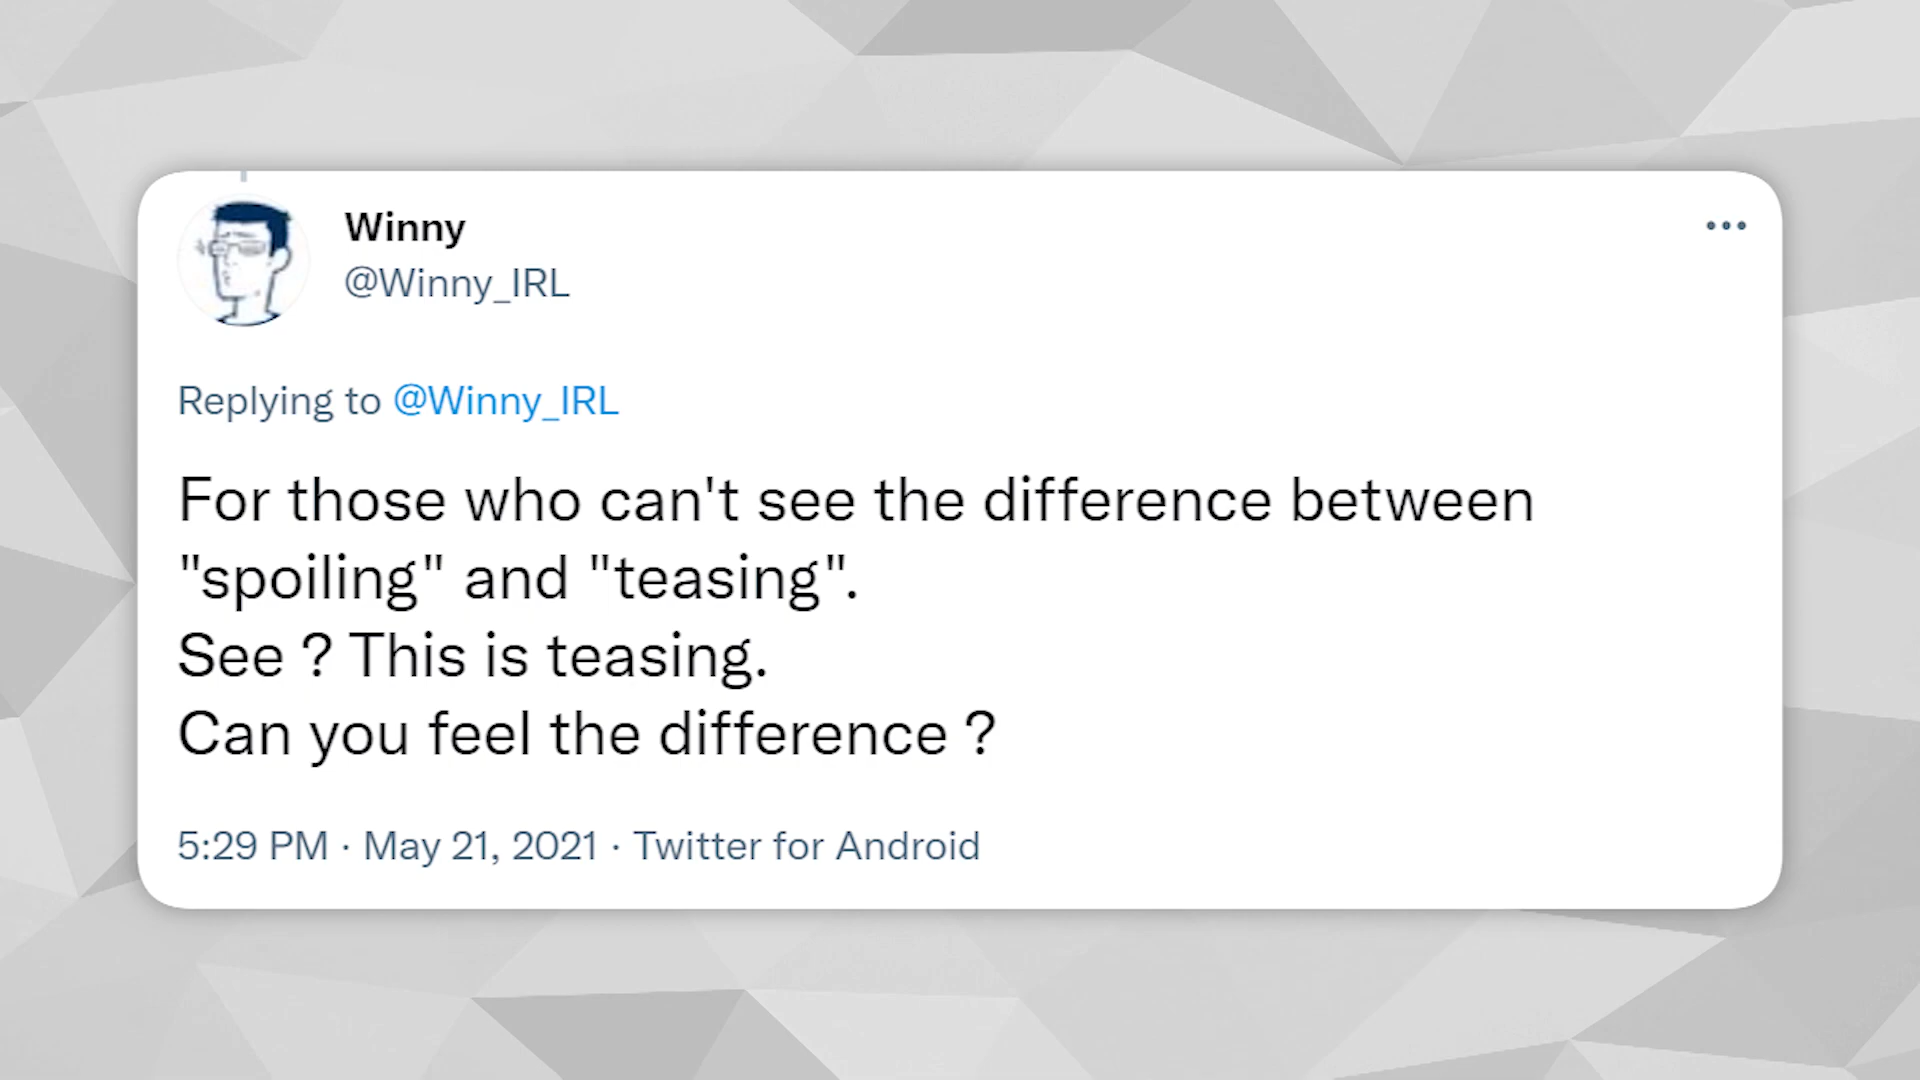 Winny
@Winny_IRL
Replying to @Winny_IRL
For those who can't see the difference between
"spoiling" and "teasing".
See ? This is teasing.
Can you feel the difference ?
5:29 PM · May 21, 2021 · Twitter for Android